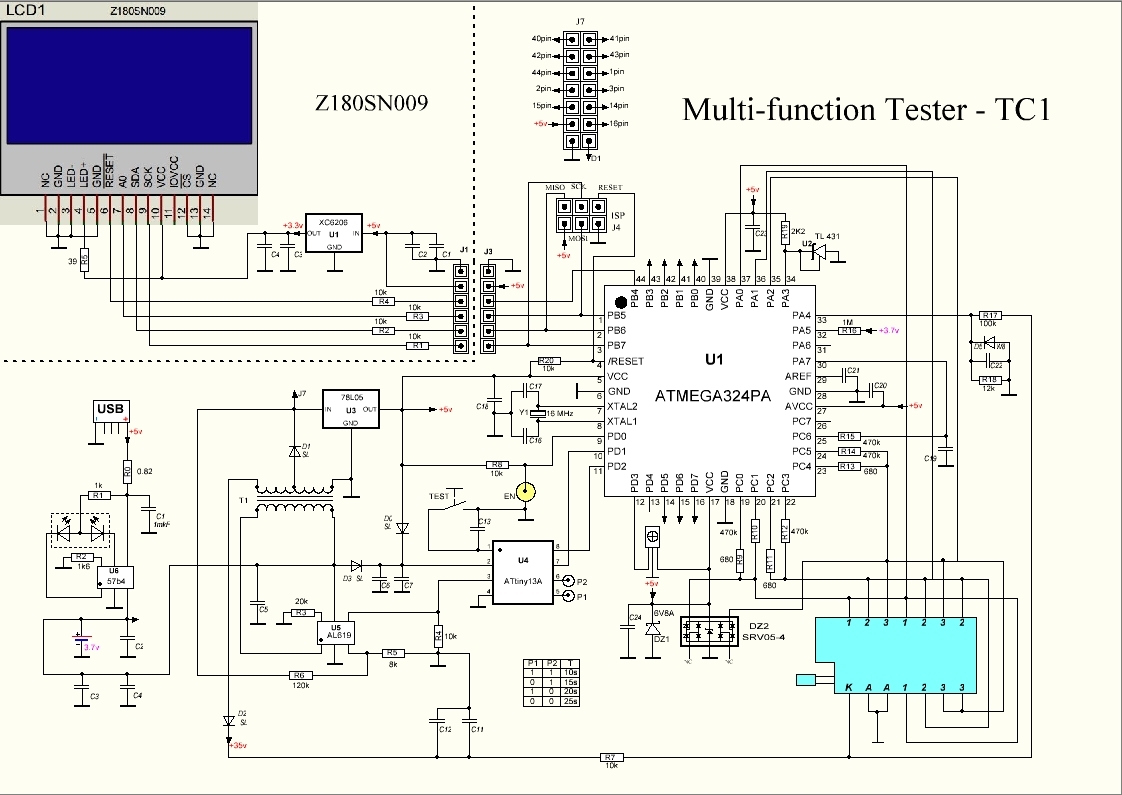 LCD1
Z180SN009
NC
GND
LED-
LED+
GND
RESET
A0
SDA
SCK
VCC
IOVCC
CS
GND
NC
1 2 3 4 5 6 7 8 9 10 11 12 13 14
Z180SN009
Multi-function Tester - TC1
J7
40pin 41pin
42pin 43pin
44pin 1pin
2pin 3pin
15pin 14pin
+5v 16pin
D1
MISO SCK RESET
ISP
J4
MOSI
+5v
39
R5
+3.3v
XC6206
OUT U1 IN
GND
+5v
C4 C3 C2 C1
J1 J3
+5v
10k
R4
10k
R3
10k
R2
10k
R1
+5v
C23
R19
2K2
U2
TL 431
44 43 42 41 40 39 38 37 36 35 34
PB4 PB3 PB2 PB1 PB0 GND VCC PA0 PA1 PA2 PA3
U1
ATMEGA324PA
PB5 1
PB6 2
PB7 3
/RESET 4
VCC 5
GND 6
XTAL2 7
XTAL1 8
PD0 9
PD1 10
PD2 11
PA4 33
PA5 32
PA6 31
PA7 30
AREF 29
GND 28
AVCC 27
PC7 26
PC6 25
PC5 24
PC4 23
PD3 PD4 PD5 PD6 PD7 VCC GND PC0 PC1 PC2 PC3
12 13 14 15 16 17 18 19 20 21 22
R17
100k
1M
R16
+3.7v
C22
R18
12k
C21
C20
+5v
R15
470k
R14
470k
R13
680
C19
R20
10k
C18
C17
Y1 16 MHz
C16
USB
+5v
R0
0.82
1k
R1
C1
1mkF
R2
1k6
U6
57b4
3.7v
C2
C3 C4
J7
78L05
IN U3 OUT
GND
+5v
D1
SL
T1
R8
10k
TEST
EN
C13
D0
SL
D3 SL
C6 C7
C5
20k
R3
U5
AL619
R4
10k
R5
8k
R6
120k
D2
SL
+35v
C12 C11
U4
ATtiny13A
1 2 3 4
8 7 6 5
P2
P1
P1 P2 T
1 1 10s
0 1 15s
1 0 20s
0 0 25s
+5v
C24
6V8A
DZ1
DZ2
SRV05-4
NC NC
470k
R10
R12
470k
680
R9
R11
680
1 2 3 1 2 3 2
K A A 1 2 3 3
R7
10k